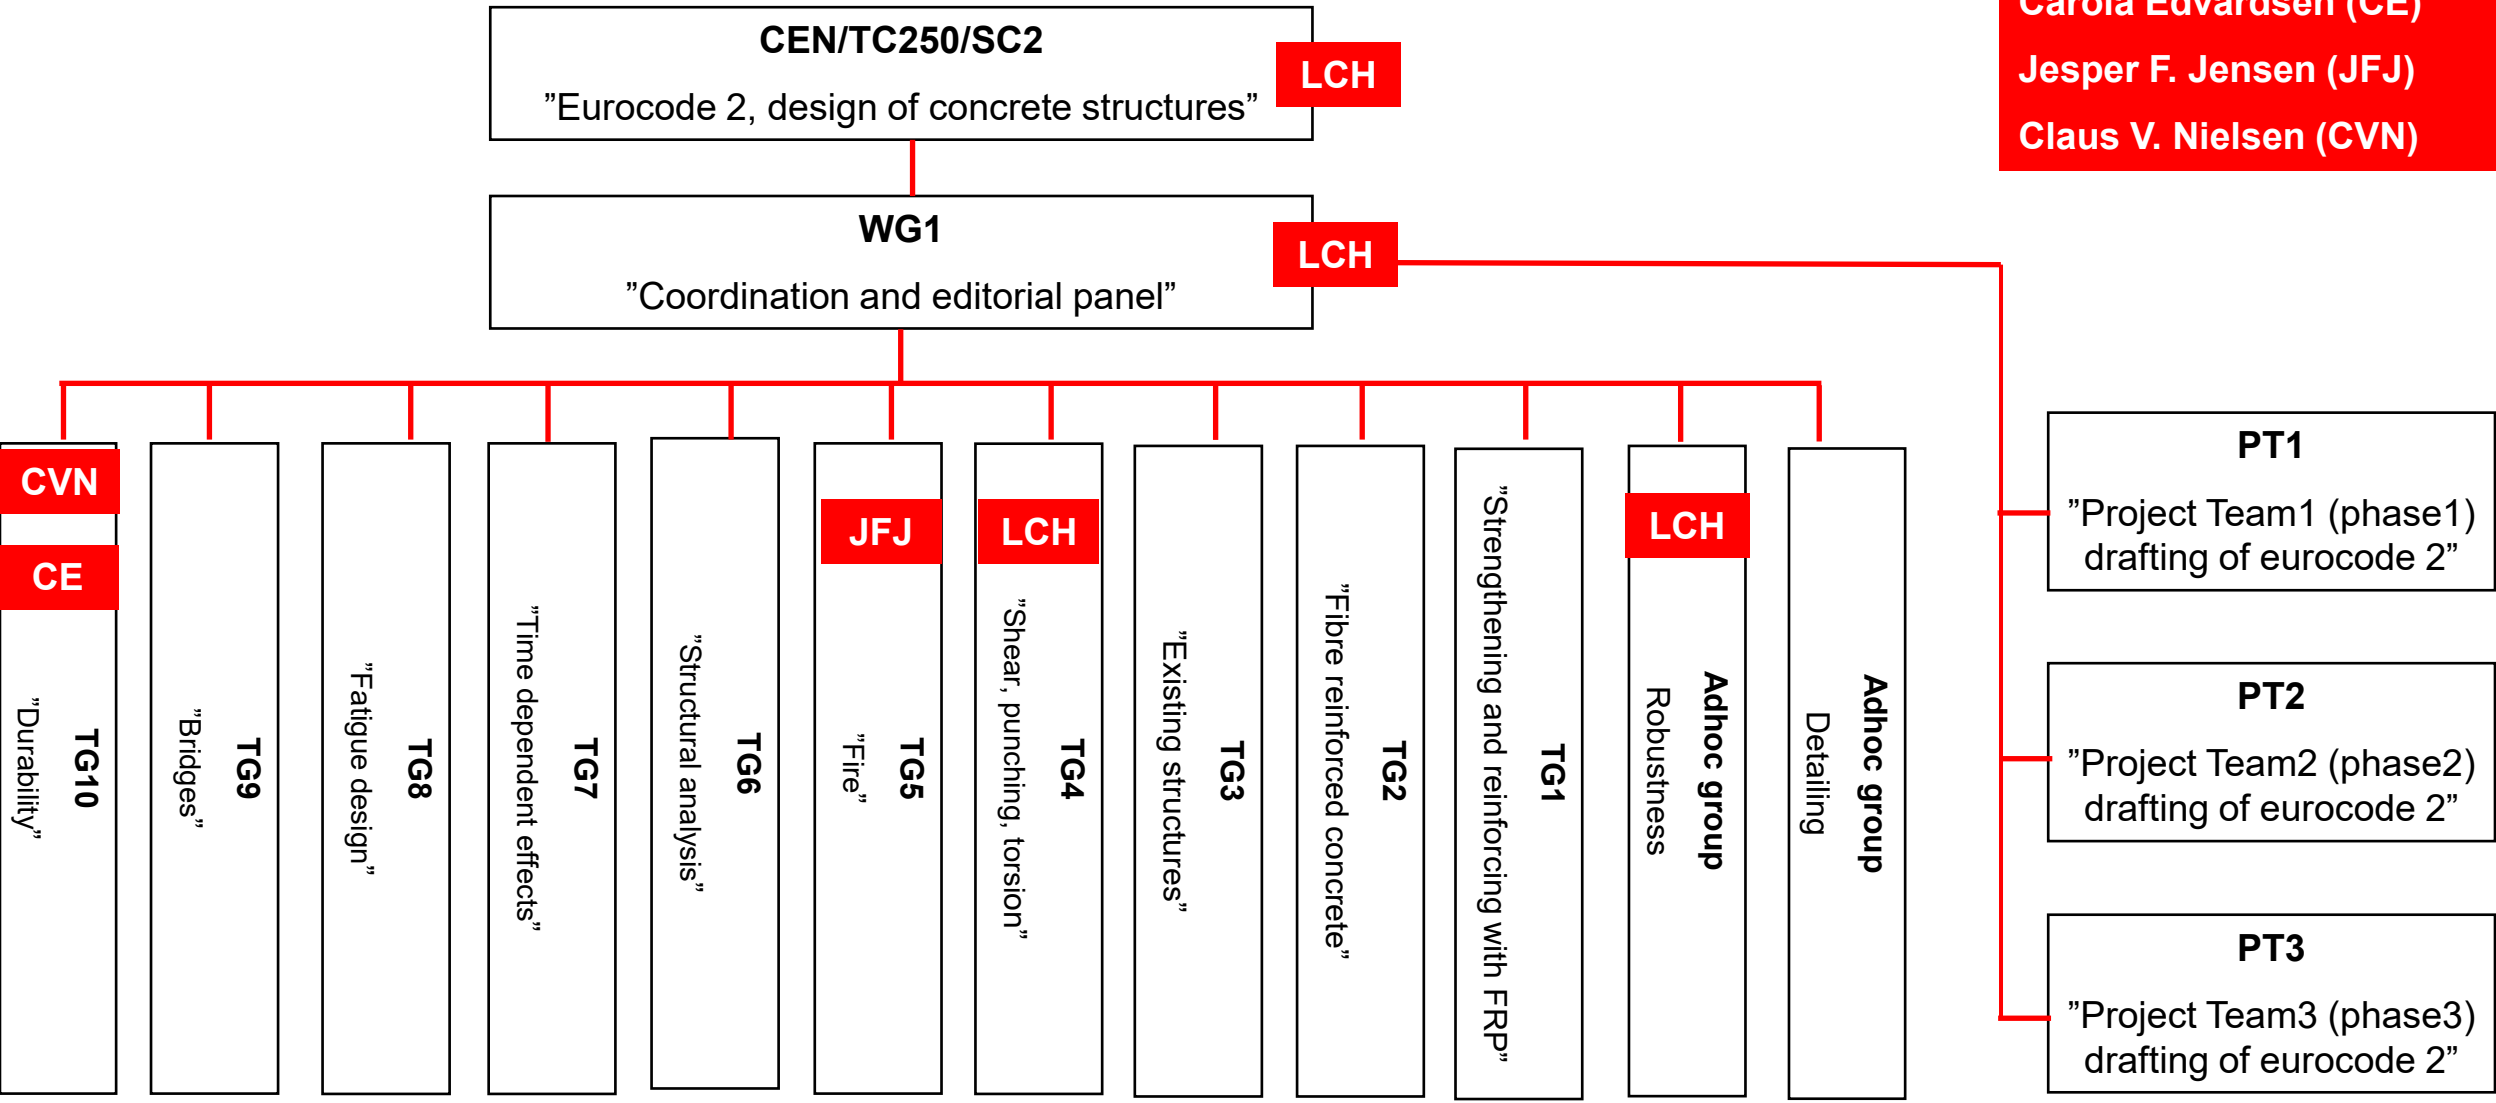 CEN/TC250/SC2
”Eurocode 2, design of concrete structures”
LCH
Carola Edvardsen (CE)
Jesper F. Jensen (JFJ)
Claus V. Nielsen (CVN)
WG1
”Coordination and editorial panel”
LCH
CVN
CE
TG10
”Durability”
TG9
”Bridges”
TG8
”Fatigue design”
TG7
”Time dependent effects”
TG6
”Structural analysis”
JFJ
TG5
”Fire”
LCH
TG4
”Shear, punching, torsion”
TG3
”Existing structures”
TG2
”Fibre reinforced concrete”
TG1
”Strengthening and reinforcing with FRP”
LCH
Adhoc group
Robustness
Adhoc group
Detailing
PT1
”Project Team1 (phase1)
drafting of eurocode 2”
PT2
”Project Team2 (phase2)
drafting of eurocode 2”
PT3
”Project Team3 (phase3)
drafting of eurocode 2”